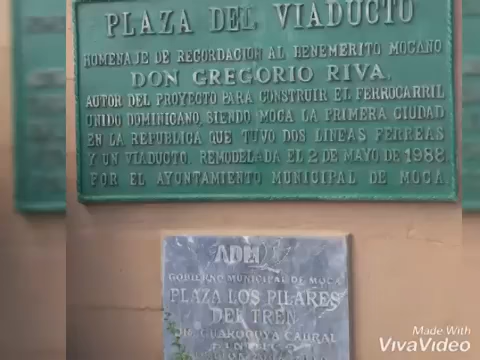 PLAZA DEL VIADUCTO
HOMENAJE DE RECORDACION AL BENEMERITO MOCANO
DON GREGORIO RIVA.
AUTOR DEL PROYECTO PARA CONSTRUIR EL FERROCARRIL
UNIDO DOMINICANO, SIENDO MOCA LA PRIMERA CIUDAD
EN LA REPUBLICA QUE TUVO DOS LINEAS FERREAS
Y UN VIADUCTO. REMODELADA EL 2 DE MAYO DE 1988
POR EL AYUNTAMIENTO MUNICIPAL DE MOCA
GOBIERNO MUNICIPAL DE MOCA
PLAZA LOS PILARES
DEL TREN
DR. GUAROCUYA CABRAL
Made With
VivaVideo